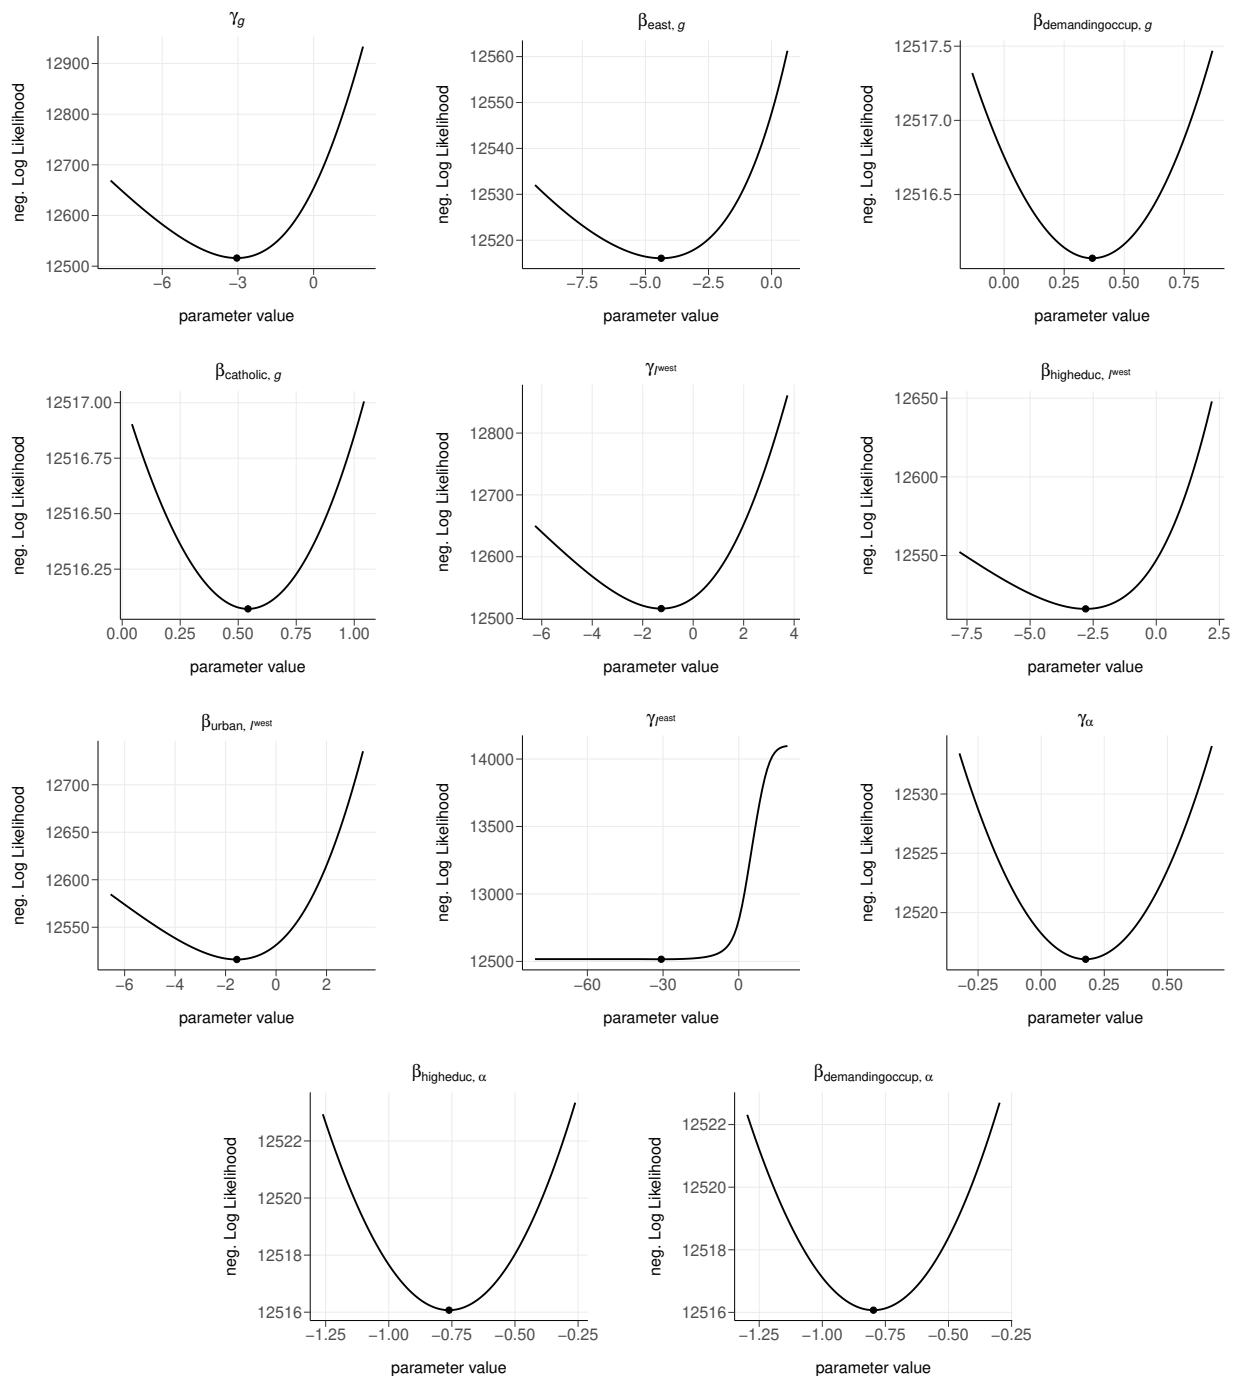 γg
βeast, g
βdemandingoccup, g
neg. Log Likelihood
12900
12800
12700
12600
12500
−6 −3 0
parameter value
neg. Log Likelihood
12560
12550
12540
12530
12520
−7.5 −5.0 −2.5 0.0
parameter value
neg. Log Likelihood
12517.5
12517.0
12516.5
0.00 0.25 0.50 0.75
parameter value
βcatholic, g
γIwest
βhigheduc, Iwest
neg. Log Likelihood
12517.00
12516.75
12516.50
12516.25
0.00 0.25 0.50 0.75 1.00
parameter value
neg. Log Likelihood
12800
12700
12600
12500
−6 −4 −2 0 2 4
parameter value
neg. Log Likelihood
12650
12600
12550
−7.5 −5.0 −2.5 0.0 2.5
parameter value
βurban, Iwest
γIeast
γα
neg. Log Likelihood
12700
12650
12600
12550
−6 −4 −2 0 2
parameter value
neg. Log Likelihood
14000
13500
13000
12500
−60 −30 0
parameter value
neg. Log Likelihood
12530
12525
12520
−0.25 0.00 0.25 0.50
parameter value
βhigheduc, α
βdemandingoccup, α
neg. Log Likelihood
12522
12520
12518
12516
−1.25 −1.00 −0.75 −0.50 −0.25
parameter value
neg. Log Likelihood
12522
12520
12518
12516
−1.25 −1.00 −0.75 −0.50 −0.25
parameter value